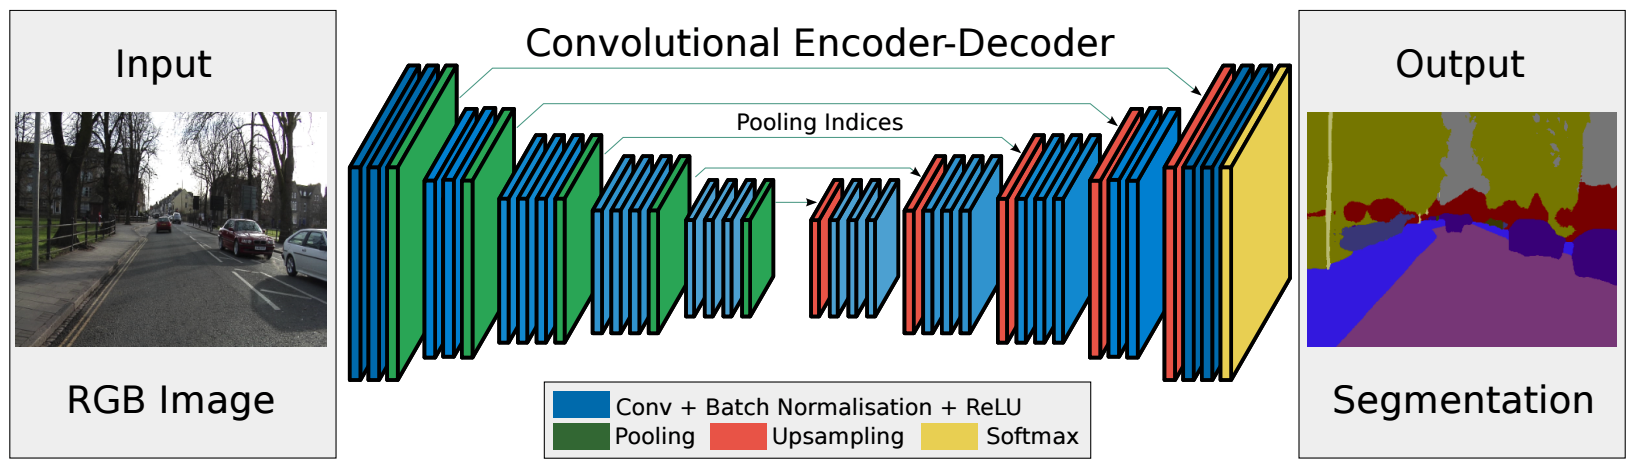 Input
RGB Image
Convolutional Encoder-Decoder
Pooling Indices
Conv + Batch Normalisation + ReLU
Pooling Upsampling Softmax
Output
Segmentation